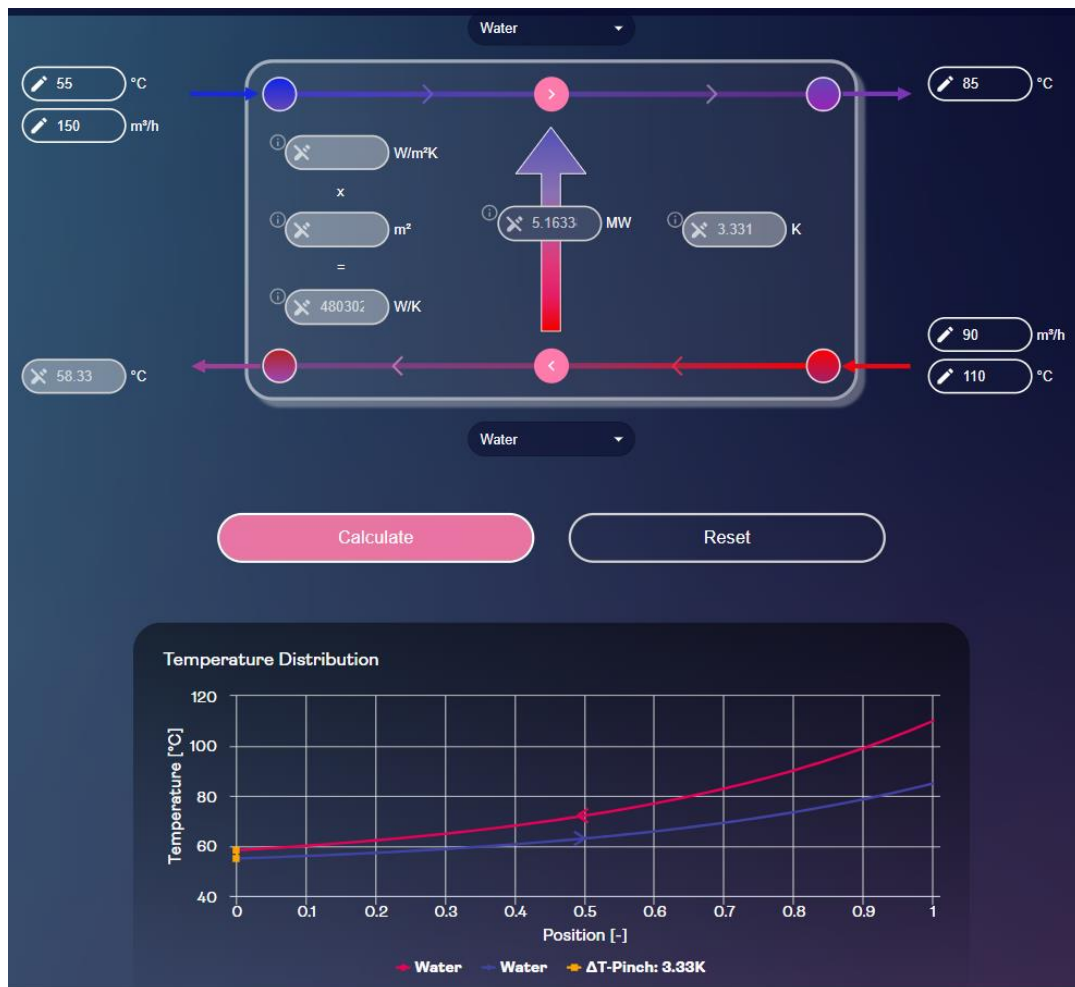 Water
55 °C
85 °C
150 m³/h
W/m²K
x
m²
5.1633 MW
3.331 K
=
480302 W/K
90 m³/h
58.33 °C
110 °C
Water
Calculate
Reset
Temperature Distribution
Temperature [°C]
120
100
80
60
40
0 0.1 0.2 0.3 0.4 0.5 0.6 0.7 0.8 0.9 1
Position [-]
Water Water ΔT-Pinch: 3.33K